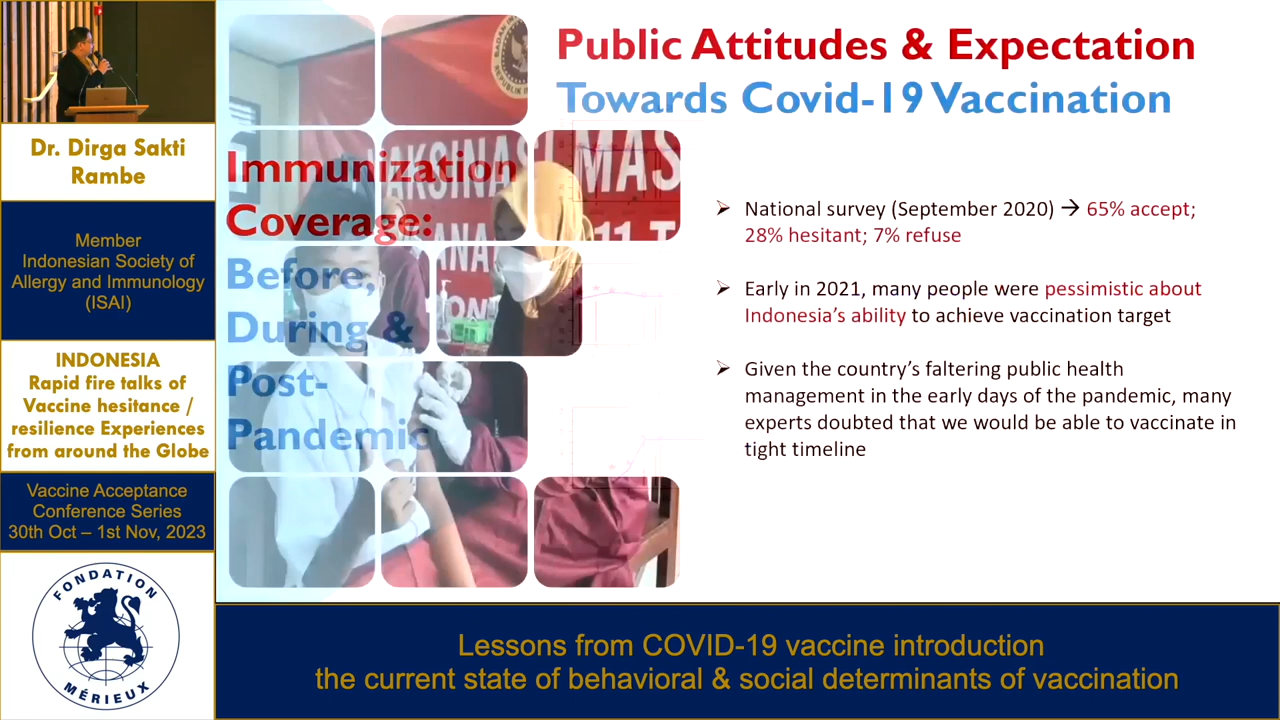 Dr. Dirga Sakti
Rambe
Member
Indonesian Society of
Allergy and Immunology
(ISAI)
INDONESIA
Rapid fire talks of
Vaccine hesitance /
resilience Experiences
from around the Globe
Vaccine Acceptance
Conference Series
30th Oct – 1st Nov, 2023
FONDATION
MÉRIEUX
Public Attitudes & Expectation
Towards Covid-19 Vaccination
Immunization
Coverage:
Before,
During &
Post-
Pandemic
MAS
➢ National survey (September 2020) → 65% accept;
28% hesitant; 7% refuse
➢ Early in 2021, many people were pessimistic about
Indonesia's ability to achieve vaccination target
➢ Given the country's faltering public health
management in the early days of the pandemic, many
experts doubted that we would be able to vaccinate in
tight timeline
Lessons from COVID-19 vaccine introduction
the current state of behavioral & social determinants of vaccination